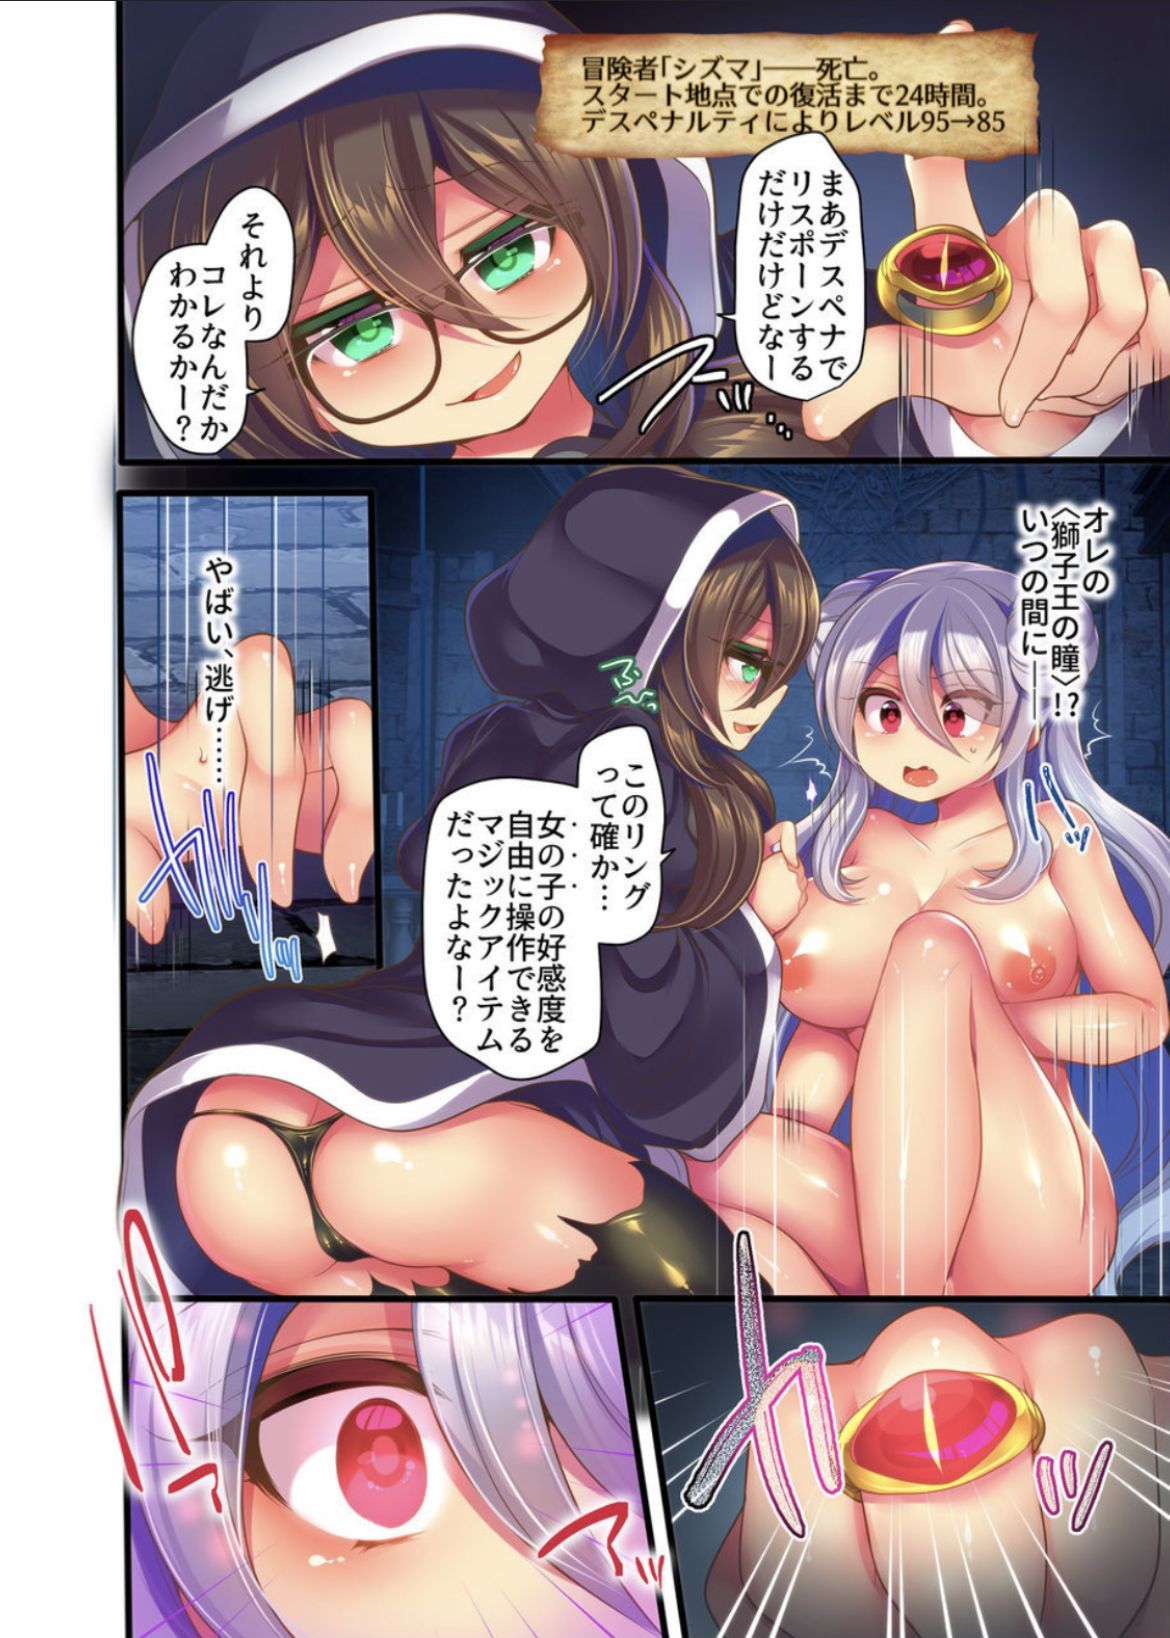 冒険者「シズマ」――死亡。
スタート地点での復活まで24時間。
デスペナルティによりレベル95→85
まあデスペナで
リスポーンする
だけだけどなー
それより
コレなんだか
わかるかー？
オレの
〈獅子王の瞳〉!?
いつの間に――
ふ
へっ
このリング
って確か…
女の子の好感度を
自由に操作できる
マジックアイテム
だったよなー？
やばい、逃げ……